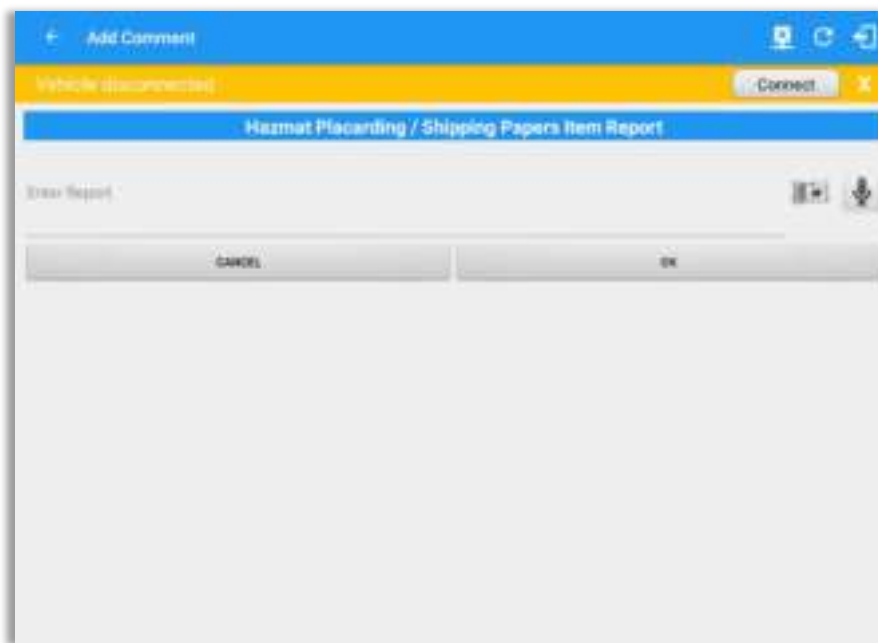 Add Comment
Vehicle disconnected
Connect
X
Hazmat Placarding / Shipping Papers Item Report
Enter Report
CANCEL
OK